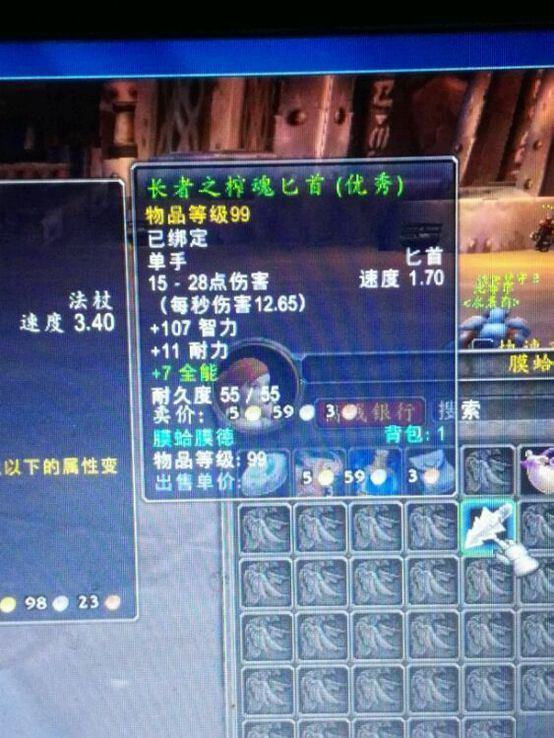 长者之榨魂匕首 (优秀)
物品等级99
已绑定
单手 匕首
15 - 28点伤害 速度 1.70
(每秒伤害12.65)
+107 智力
+11 耐力
+7 全能
耐久度 55 / 55
卖价: 5 59 3
膜蛤膜德 背包: 1
物品等级: 99
出售单价: 5 59 3
法杖
速度 3.40
以下的属性变
98 23
银行
搜索
膜蛤